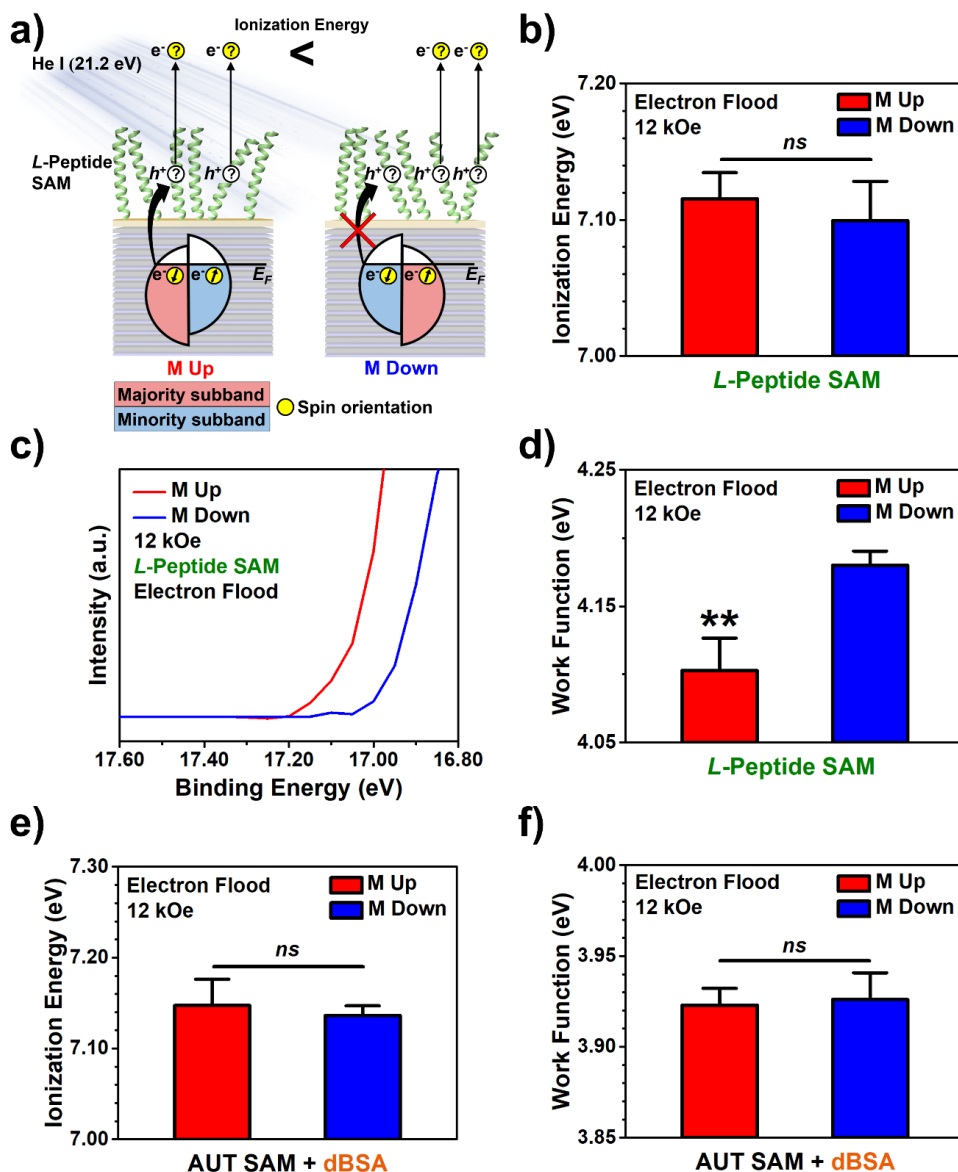 a)
Ionization Energy
<
He I (21.2 eV)
e- ?
e- ?
e- ?
e- ?
L-Peptide
SAM
h+ ?
h+ ?
h+ ?
h+ ?
h+ ?
e-
e-
EF
e-
e-
EF
M Up
M Down
Majority subband
Minority subband
Spin orientation
b)
Ionization Energy (eV)
7.20
7.10
7.00
Electron Flood
12 kOe
M Up
M Down
ns
L-Peptide SAM
c)
Intensity (a.u.)
M Up
M Down
12 kOe
L-Peptide SAM
Electron Flood
17.60 17.40 17.20 17.00 16.80
Binding Energy (eV)
d)
Work Function (eV)
4.25
4.15
4.05
Electron Flood
12 kOe
M Up
M Down
**
L-Peptide SAM
e)
Ionization Energy (eV)
7.30
7.20
7.10
7.00
Electron Flood
12 kOe
M Up
M Down
ns
AUT SAM + dBSA
f)
Work Function (eV)
4.00
3.95
3.90
3.85
Electron Flood
12 kOe
M Up
M Down
ns
AUT SAM + dBSA